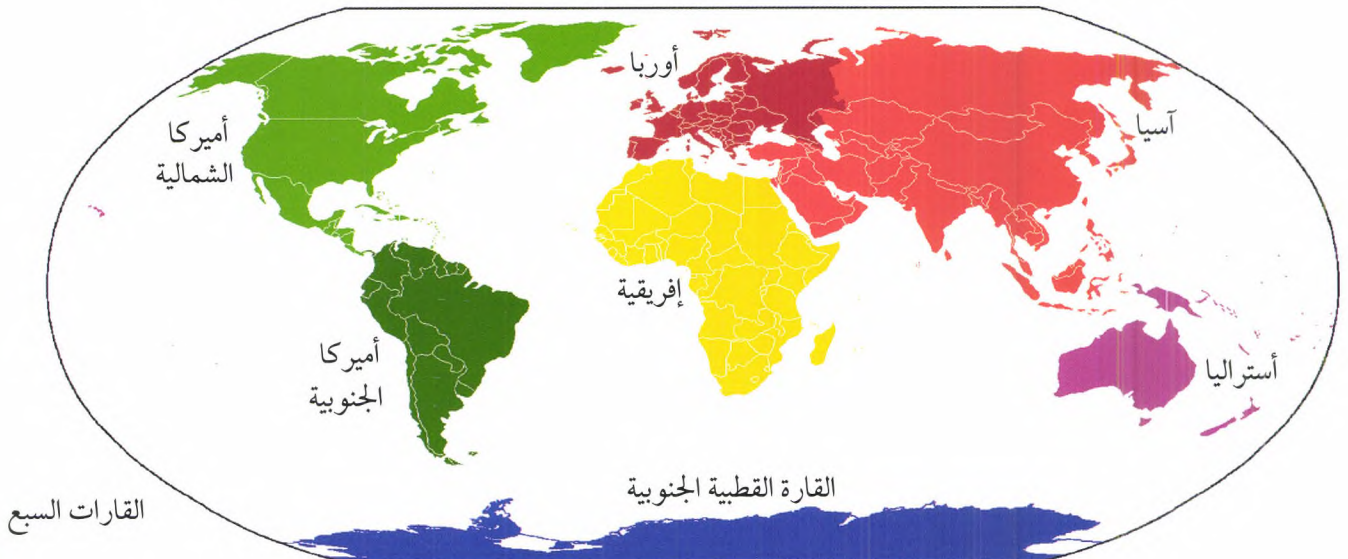 أوربا
آسيا
أميركا
الشمالية
إفريقية
أميركا
الجنوبية
أستراليا
القارة القطبية الجنوبية
القارات السبع